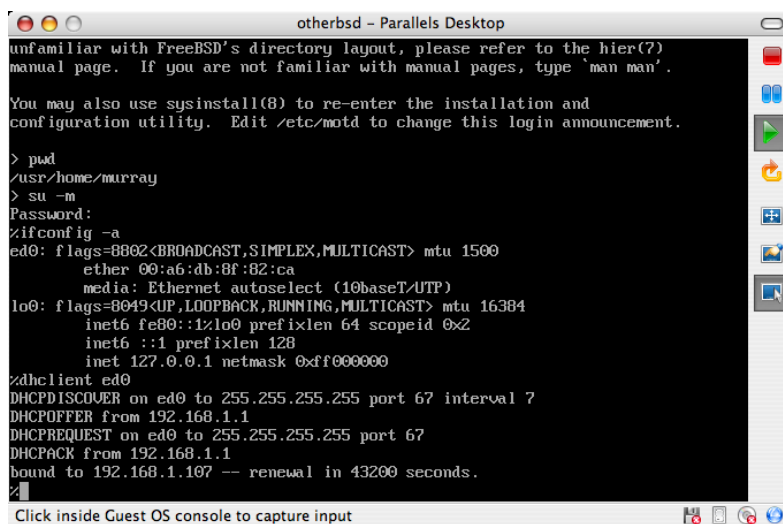 otherbsd – Parallels Desktop
unfamiliar with FreeBSD's directory layout, please refer to the hier(7)
manual page.  If you are not familiar with manual pages, type `man man'.
You may also use sysinstall(8) to re-enter the installation and
configuration utility.  Edit /etc/motd to change this login announcement.
> pwd
/usr/home/murray
> su -m
Password:
%ifconfig -a
ed0: flags=8802<BROADCAST,SIMPLEX,MULTICAST> mtu 1500
ether 00:a6:db:8f:82:ca
media: Ethernet autoselect (10baseT/UTP)
lo0: flags=8049<UP,LOOPBACK,RUNNING,MULTICAST> mtu 16384
inet6 fe80::1%lo0 prefixlen 64 scopeid 0x2
inet6 ::1 prefixlen 128
inet 127.0.0.1 netmask 0xff000000
%dhclient ed0
DHCPDISCOVER on ed0 to 255.255.255.255 port 67 interval 7
DHCPOFFER from 192.168.1.1
DHCPREQUEST on ed0 to 255.255.255.255 port 67
DHCPACK from 192.168.1.1
bound to 192.168.1.107 -- renewal in 43200 seconds.
%
Click inside Guest OS console to capture input